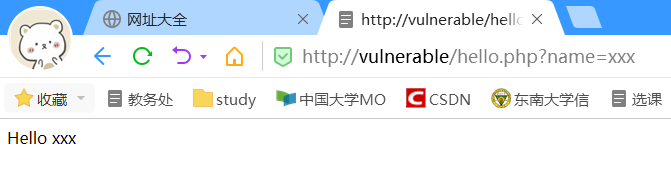 网址大全
http://vulnerable/hello
http://vulnerable/hello.php?name=xxx
收藏 教务处 study 中国大学MO CSDN 东南大学信 选课
Hello xxx